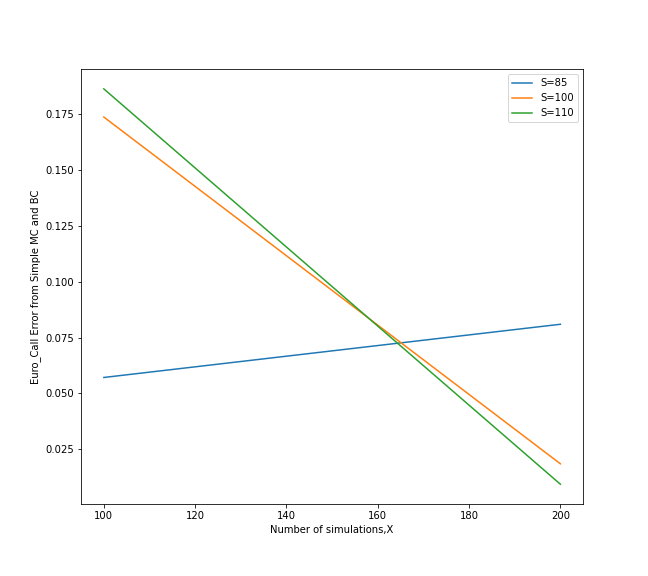 S=85
S=100
S=110
0.175
0.150
0.125
0.100
0.075
0.050
0.025
Euro_Call Error from Simple MC and BC
100 120 140 160 180 200
Number of simulations,X